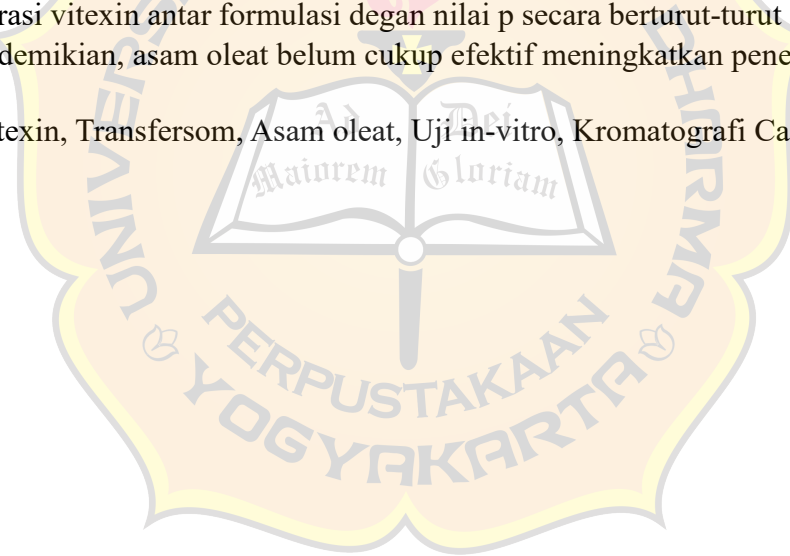 rasi vitexin antar formulasi degan nilai p secara berturut-turut
demikian, asam oleat belum cukup efektif meningkatkan pene
texin, Transfersom, Asam oleat, Uji in-vitro, Kromatografi Ca
Ad Dei
Maiorem Gloriam
PERPUSTAKAAN
YOGYAKARTA